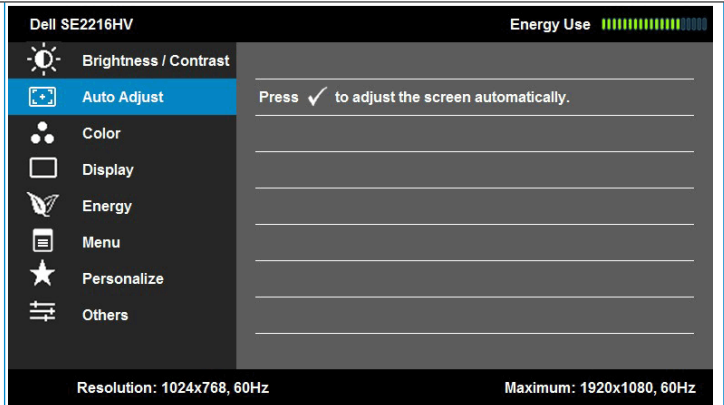 Dell SE2216HV Energy Use
Brightness / Contrast
Auto Adjust Press ✓ to adjust the screen automatically.
Color
Display
Energy
Menu
Personalize
Others
Resolution: 1024x768, 60Hz Maximum: 1920x1080, 60Hz